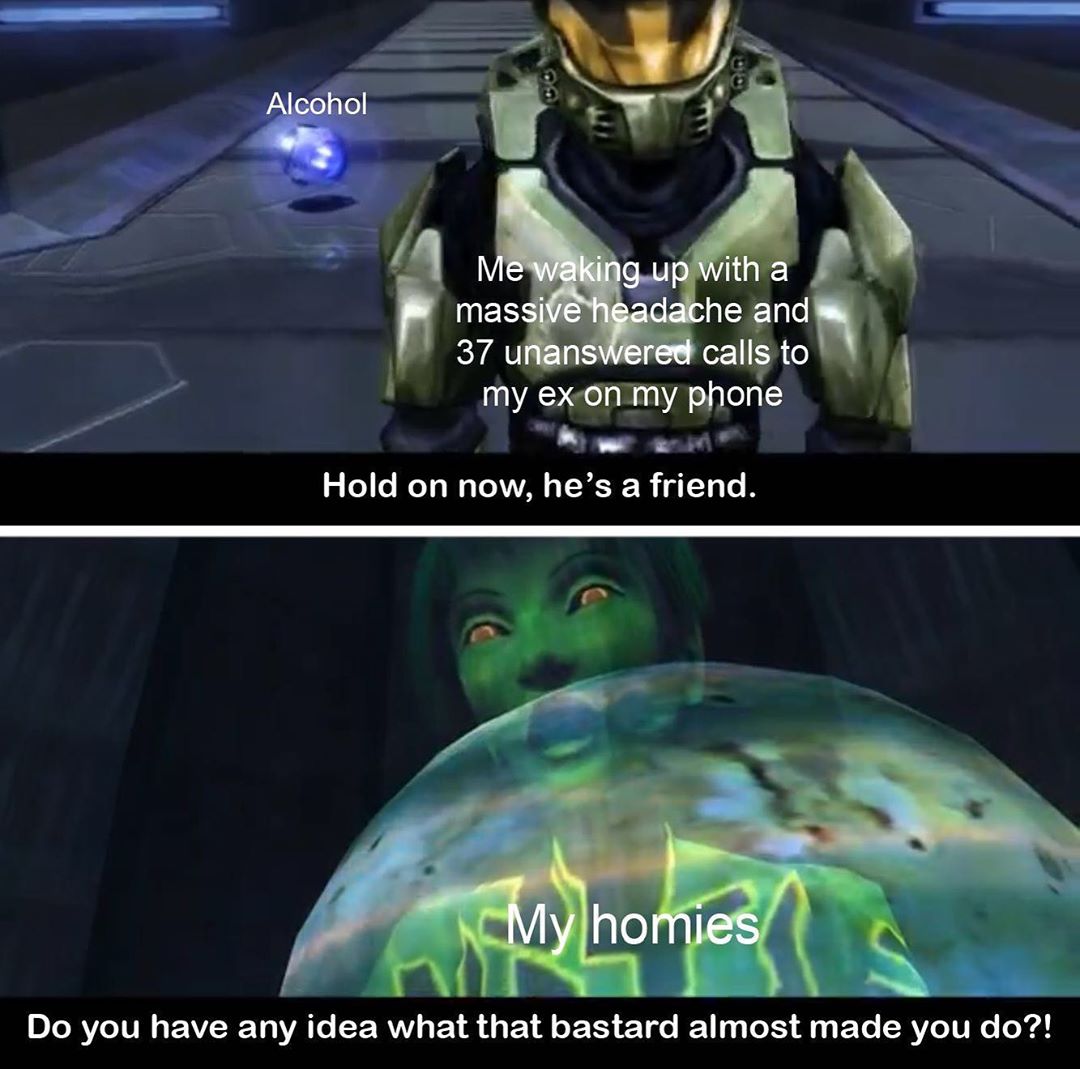 Alcohol
Me waking up with a
massive headache and
37 unanswered calls to
my ex on my phone
Hold on now, he's a friend.
My homies
Do you have any idea what that bastard almost made you do?!